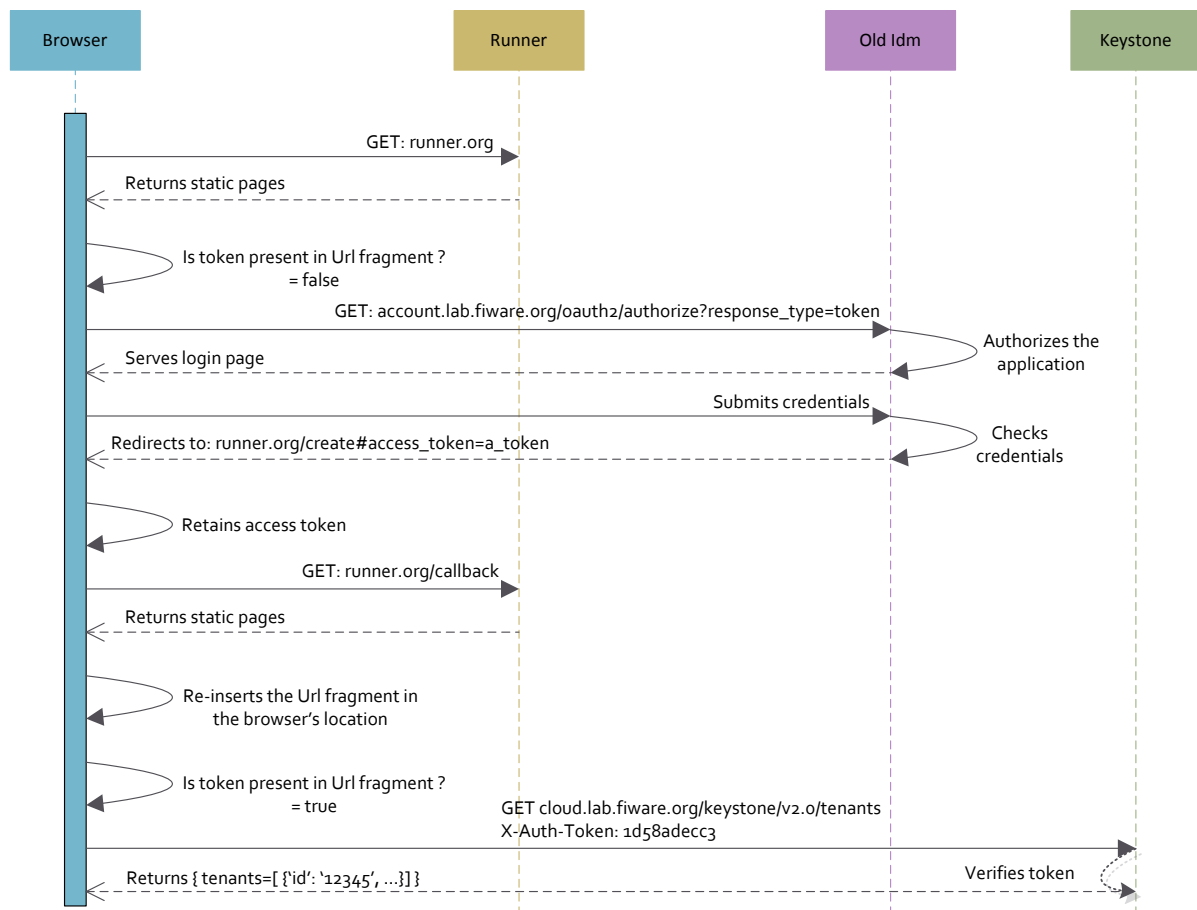 Browser
Runner
Old Idm
Keystone
GET: runner.org
Returns static pages
Is token present in Url fragment ?
= false
GET: account.lab.fiware.org/oauth2/authorize?response_type=token
Authorizes the
application
Serves login page
Submits credentials
Checks
credentials
Redirects to: runner.org/create#access_token=a_token
Retains access token
GET: runner.org/callback
Returns static pages
Re-inserts the Url fragment in
the browser’s location
Is token present in Url fragment ?
= true
GET cloud.lab.fiware.org/keystone/v2.0/tenants
X-Auth-Token: 1d58adecc3
Verifies token
Returns { tenants=[ {‘id’: ‘12345’, …}] }